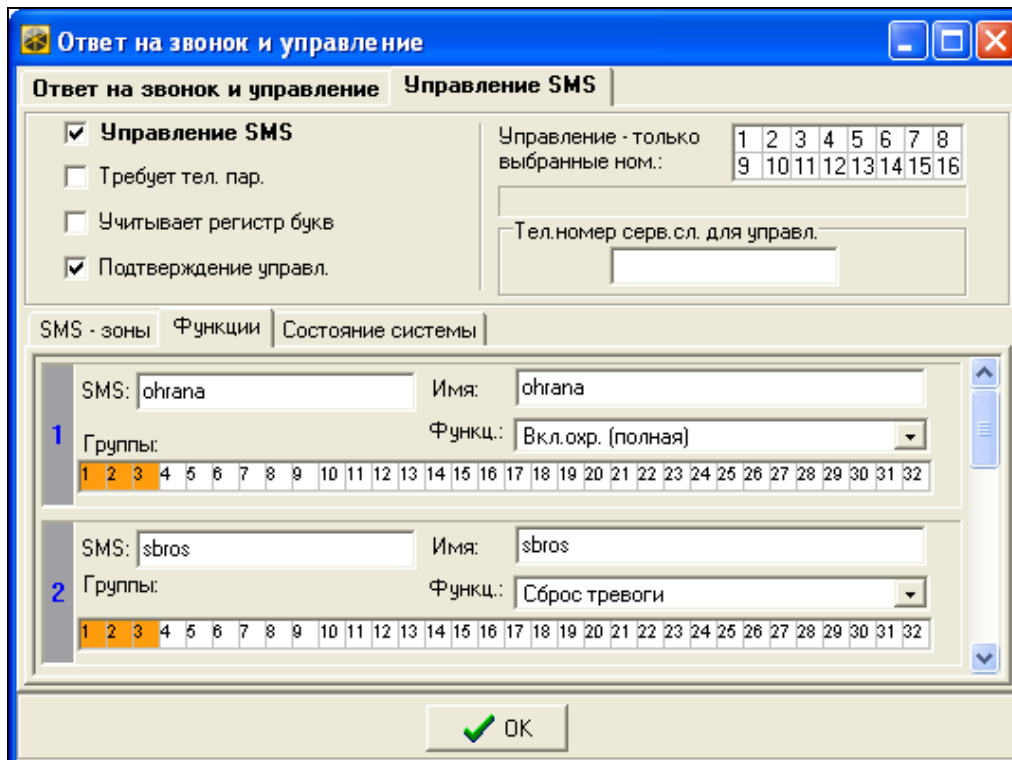 Ответ на звонок и управление
Ответ на звонок и управление Управление SMS
Управление SMS
Требует тел. пар.
Учитывает регистр букв
Подтверждение управл.
Управление - только
выбранные ном.:
1 2 3 4 5 6 7 8
9 10 11 12 13 14 15 16
Тел.номер серв.сл. для управл.
SMS - зоны Функции Состояние системы
1
SMS: ohrana Имя: ohrana
Группы: Функц.: Вкл.охр. (полная)
1 2 3 4 5 6 7 8 9 10 11 12 13 14 15 16 17 18 19 20 21 22 23 24 25 26 27 28 29 30 31 32
2
SMS: sbros Имя: sbros
Группы: Функц.: Сброс тревоги
1 2 3 4 5 6 7 8 9 10 11 12 13 14 15 16 17 18 19 20 21 22 23 24 25 26 27 28 29 30 31 32
OK